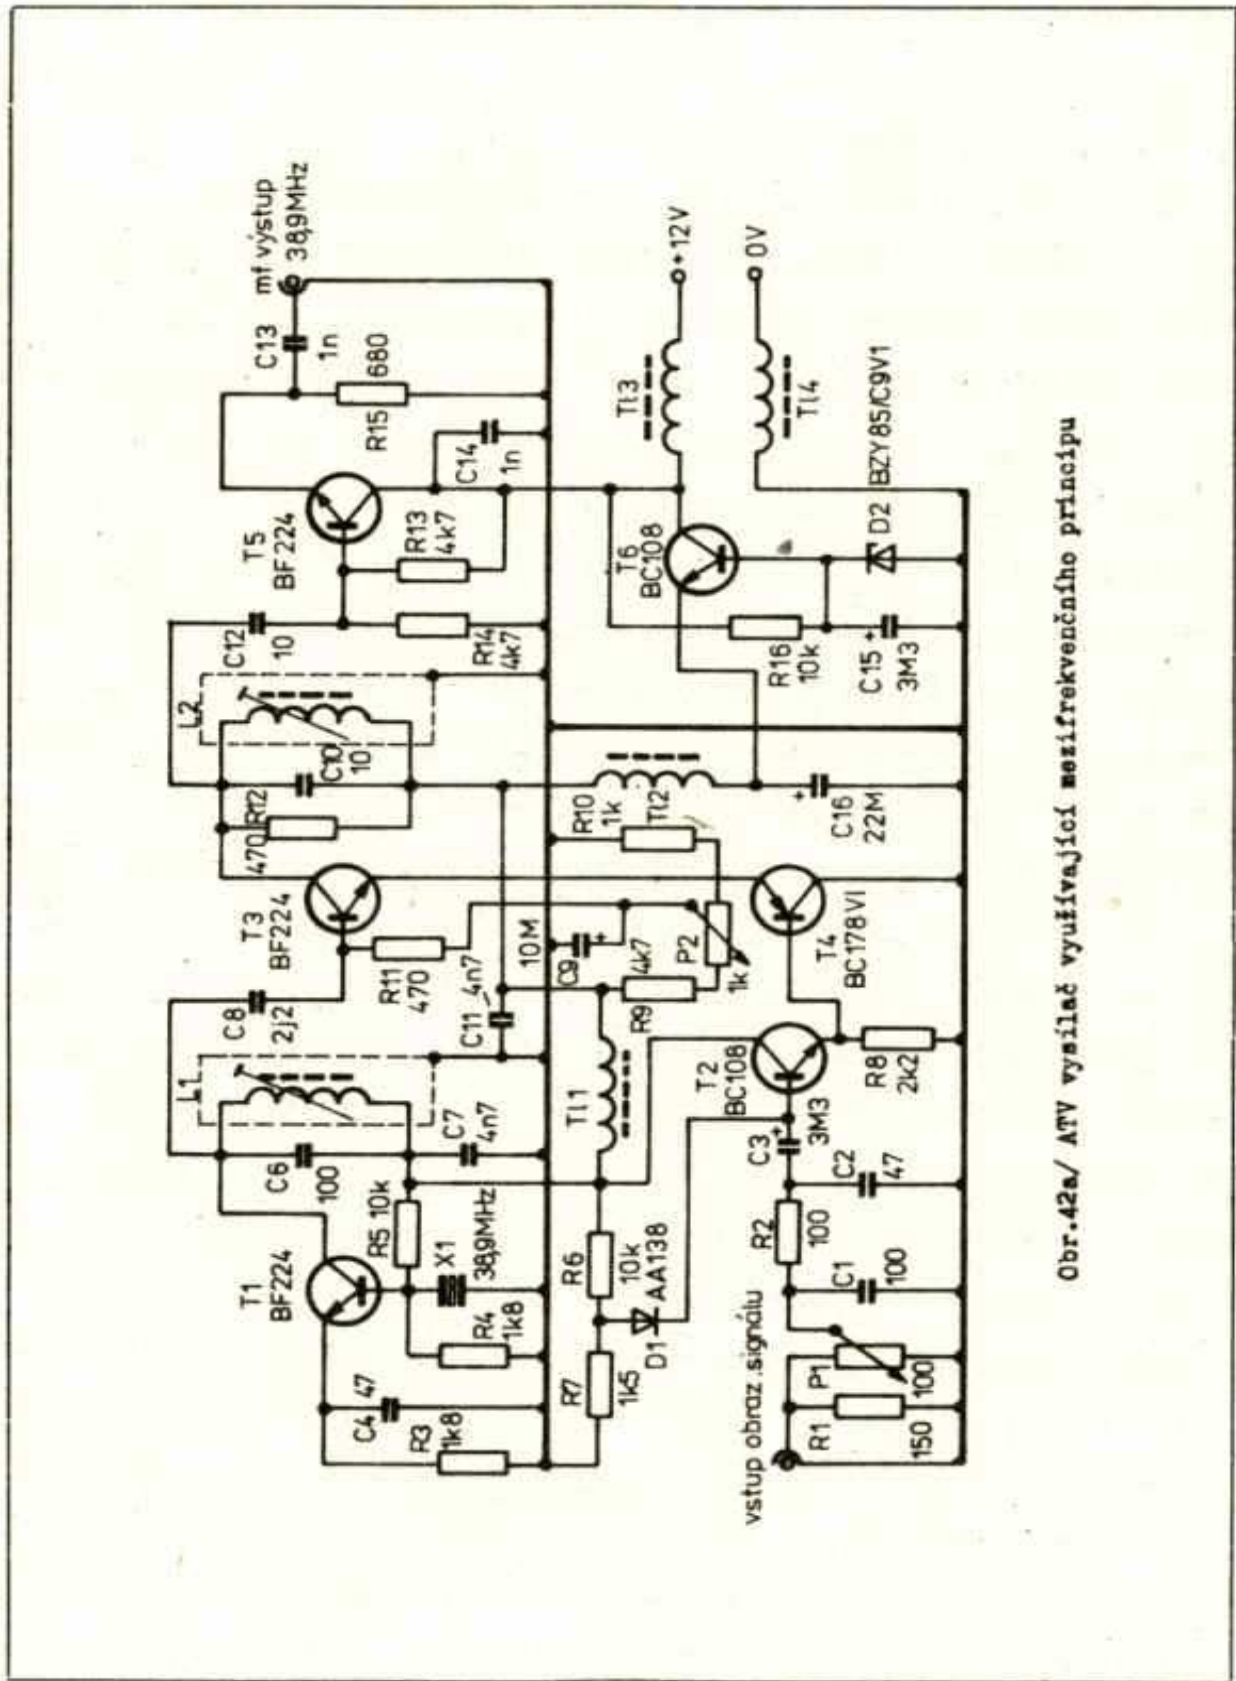 mf výstup
38,9MHz
C13
1n
R15
680
T5
BF224
C14
1n
R13
4k7
C12
10
R14
4k7
L2
C10
10
R12
470
T3
BF224
C8
2j2
R11
470
L1
C11
4n7
C6
100
C7
4n7
T1
BF224
R5
10k
X1
38,9MHz
R4
1k8
C4
47
R3
1k8
+12V
0V
Tl3
Tl4
T6
BC108
D2
BZY85/C9V1
R16
10k
C15
+
3M3
R10
1k
Tl2
+
C16
22M
10M
C9
+
4k7
R9
P2
1k
T4
BC178VI
Tl1
T2
BC108
R8
2k2
R6
10k
D1
AA138
R7
1k5
C3
+
3M3
R2
100
C2
47
C1
100
P1
100
R1
150
vstup obraz.signálu
Obr.42a/ ATV vysílač využívající mezifrekvenčního principu